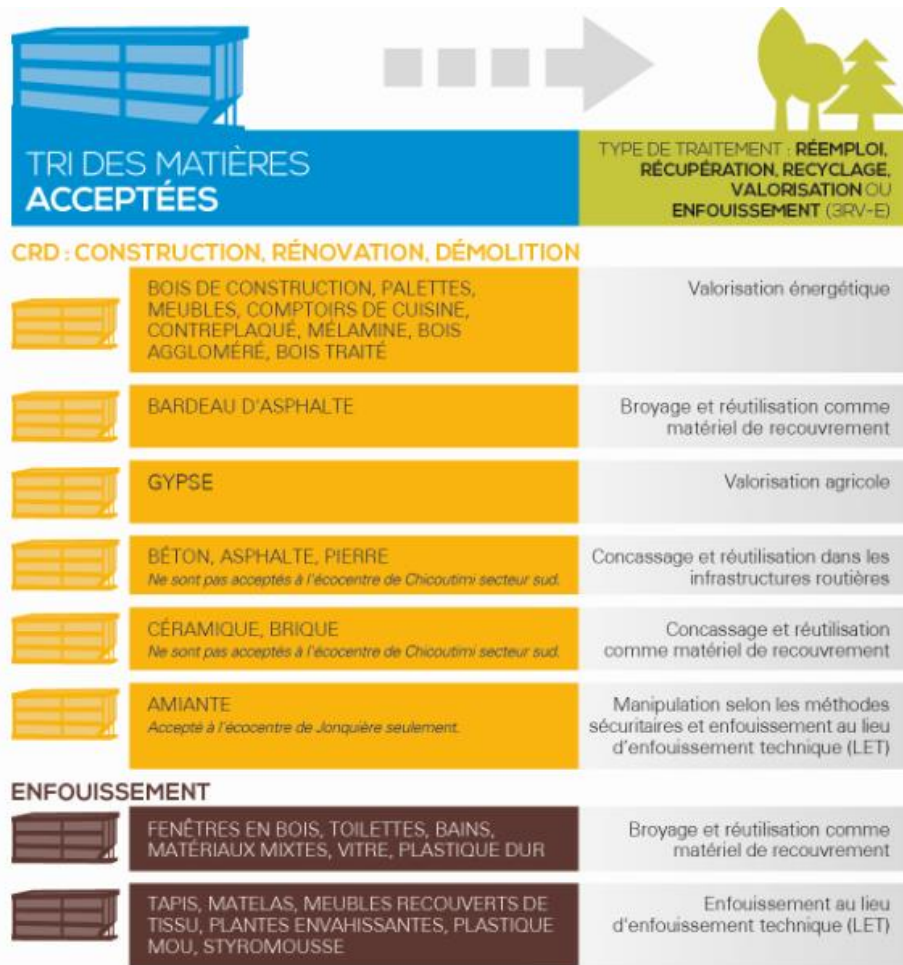 TRI DES MATIÈRES
ACCEPTÉES
TYPE DE TRAITEMENT : RÉEMPLOI,
RÉCUPÉRATION, RECYCLAGE,
VALORISATION OU
ENFOUISSEMENT (3RV-E)
CRD : CONSTRUCTION, RÉNOVATION, DÉMOLITION
BOIS DE CONSTRUCTION, PALETTES,
MEUBLES, COMPTOIRS DE CUISINE,
CONTREPLAQUÉ, MÉLAMINE, BOIS
AGGLOMÉRÉ, BOIS TRAITÉ
Valorisation énergétique
BARDEAU D'ASPHALTE
Broyage et réutilisation comme
matériel de recouvrement
GYPSE
Valorisation agricole
BÉTON, ASPHALTE, PIERRE
Ne sont pas acceptés à l'écocentre de Chicoutimi secteur sud.
Concassage et réutilisation dans les
infrastructures routières
CÉRAMIQUE, BRIQUE
Ne sont pas acceptés à l'écocentre de Chicoutimi secteur sud.
Concassage et réutilisation
comme matériel de recouvrement
AMIANTE
Accepté à l'écocentre de Jonquière seulement.
Manipulation selon les méthodes
sécuritaires et enfouissement au lieu
d'enfouissement technique (LET)
ENFOUISSEMENT
FENÊTRES EN BOIS, TOILETTES, BAINS,
MATÉRIAUX MIXTES, VITRE, PLASTIQUE DUR
Broyage et réutilisation comme
matériel de recouvrement
TAPIS, MATELAS, MEUBLES RECOUVERTS DE
TISSU, PLANTES ENVAHISSANTES, PLASTIQUE
MOU, STYROMOUSSE
Enfouissement au lieu
d'enfouissement technique (LET)